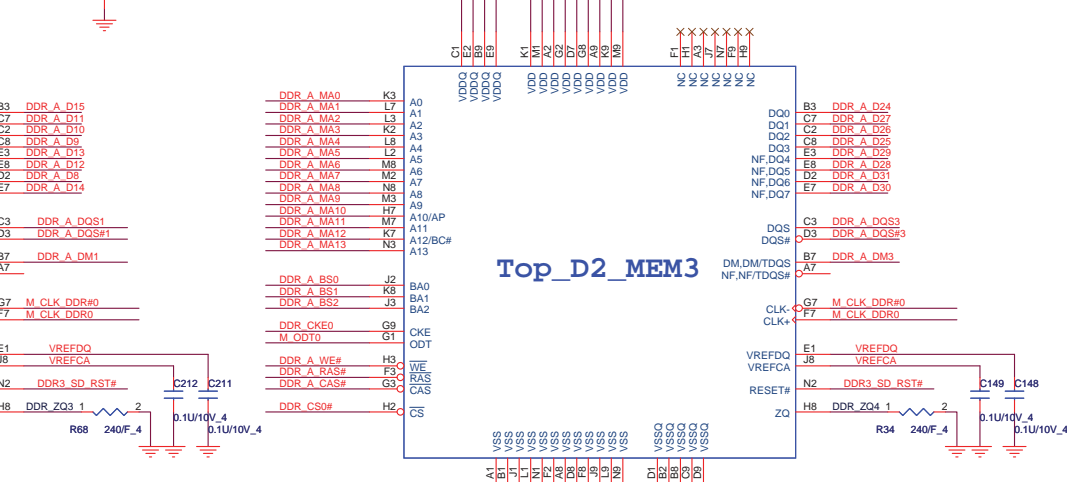 C1 E2 B9 E9 K1 M1 A2 G2 D7 G8 A9 K9 M9 F1 H1 A3 J7 N7 F9 H9
VDDQ VDDQ VDDQ VDDQ VDD VDD VDD VDD VDD VDD VDD VDD VDD NC NC NC NC NC NC NC
B3 DDR_A_D15
C7 DDR_A_D11
C2 DDR_A_D10
C8 DDR_A_D9
E3 DDR_A_D13
E8 DDR_A_D12
D2 DDR_A_D8
E7 DDR_A_D14
C3 DDR_A_DQS1
D3 DDR_A_DQS#1
B7 DDR_A_DM1
A7
G7 M_CLK_DDR#0
F7 M_CLK_DDR0
E1 VREFDQ
J8 VREFCA
N2 DDR3_SD_RST#
C212 C211
H8 DDR_ZQ3 1 2
0.1U/10V_4
0.1U/10V_4
R68 240/F_4
DDR_A_MA0 K3 A0
DDR_A_MA1 L7 A1
DDR_A_MA2 L3 A2
DDR_A_MA3 K2 A3
DDR_A_MA4 L8 A4
DDR_A_MA5 L2 A5
DDR_A_MA6 M8 A6
DDR_A_MA7 M2 A7
DDR_A_MA8 N8 A8
DDR_A_MA9 M3 A9
DDR_A_MA10 H7 A10/AP
DDR_A_MA11 M7 A11
DDR_A_MA12 K7 A12/BC#
DDR_A_MA13 N3 A13
DDR_A_BS0 J2 BA0
DDR_A_BS1 K8 BA1
DDR_A_BS2 J3 BA2
DDR_CKE0 G9 CKE
M_ODT0 G1 ODT
DDR_A_WE# H3 WE
DDR_A_RAS# F3 RAS
DDR_A_CAS# G3 CAS
DDR_CS0# H2 CS
Top_D2_MEM3
DQ0 B3 DDR_A_D24
DQ1 C7 DDR_A_D27
DQ2 C2 DDR_A_D26
DQ3 C8 DDR_A_D25
NF,DQ4 E3 DDR_A_D29
NF,DQ5 E8 DDR_A_D28
NF,DQ6 D2 DDR_A_D31
NF,DQ7 E7 DDR_A_D30
DQS C3 DDR_A_DQS3
DQS# D3 DDR_A_DQS#3
DM,DM/TDQS B7 DDR_A_DM3
NF,NF/TDQS# A7
CLK- G7 M_CLK_DDR#0
CLK+ F7 M_CLK_DDR0
VREFDQ E1 VREFDQ
VREFCA J8 VREFCA
RESET# N2 DDR3_SD_RST#
C149 C148
ZQ H8 DDR_ZQ4 1 2
0.1U/10V_4
0.1U/10V_4
R34 240/F_4
VSS VSS VSS VSS VSS VSS VSS VSS VSS VSS VSS VSS VSSQ VSSQ VSSQ VSSQ VSSQ
A1 B1 J1 L1 N1 F2 A8 D8 F8 J9 L9 N9 D1 B2 B8 C9 D9